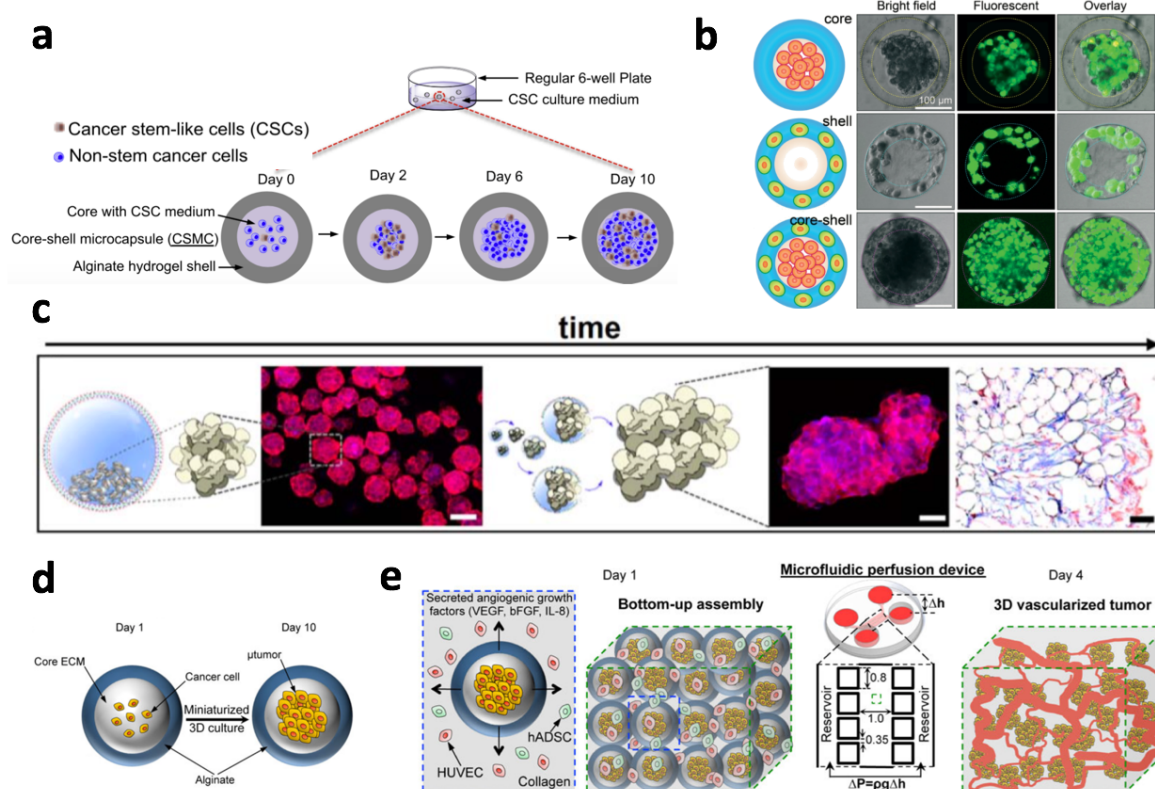 a
Regular 6-well Plate
CSC culture medium
Cancer stem-like cells (CSCs)
Non-stem cancer cells
Day 0
Day 2
Day 6
Day 10
Core with CSC medium
Core-shell microcapsule (CSMC)
Alginate hydrogel shell
b
Bright field
Fluorescent
Overlay
core
100 μm
shell
core-shell
c
time
d
Day 1
Day 10
Core ECM
Cancer cell
μtumor
Miniaturized
3D culture
Alginate
e
Secreted angiogenic growth
factors (VEGF, bFGF, IL-8)
hADSC
HUVEC
Collagen
Day 1
Bottom-up assembly
Microfluidic perfusion device
Δh
Reservoir
0.8
1.0
0.35
Reservoir
ΔP=ρgΔh
Day 4
3D vascularized tumor